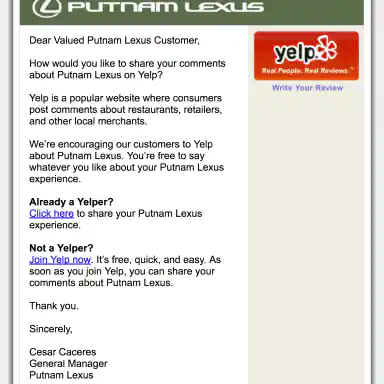 PUTNAM LEXUS
Dear Valued Putnam Lexus Customer,
How would you like to share your comments
about Putnam Lexus on Yelp?
Yelp is a popular website where consumers
post comments about restaurants, retailers,
and other local merchants.
We're encouraging our customers to Yelp
about Putnam Lexus. You're free to say
whatever you like about your Putnam Lexus
experience.
Already a Yelper?
Click here to share your Putnam Lexus
experience.
Not a Yelper?
Join Yelp now. It's free, quick, and easy. As
soon as you join Yelp, you can share your
comments about Putnam Lexus.
Thank you.
Sincerely,
Cesar Caceres
General Manager
Putnam Lexus
yelp
Real People. Real Reviews.™
Write Your Review